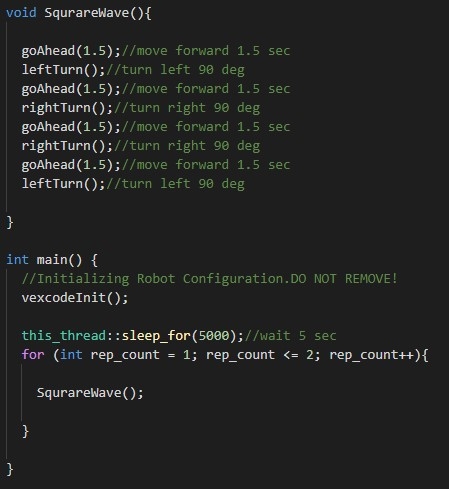 void SqurareWave(){
goAhead(1.5);//move forward 1.5 sec
leftTurn();//turn left 90 deg
goAhead(1.5);//move forward 1.5 sec
rightTurn();//turn right 90 deg
goAhead(1.5);//move forward 1.5 sec
rightTurn();//turn right 90 deg
goAhead(1.5);//move forward 1.5 sec
leftTurn();//turn left 90 deg
}
int main() {
//Initializing Robot Configuration.DO NOT REMOVE!
vexcodeInit();
this_thread::sleep_for(5000);//wait 5 sec
for (int rep_count = 1; rep_count <= 2; rep_count++){
SqurareWave();
}
}